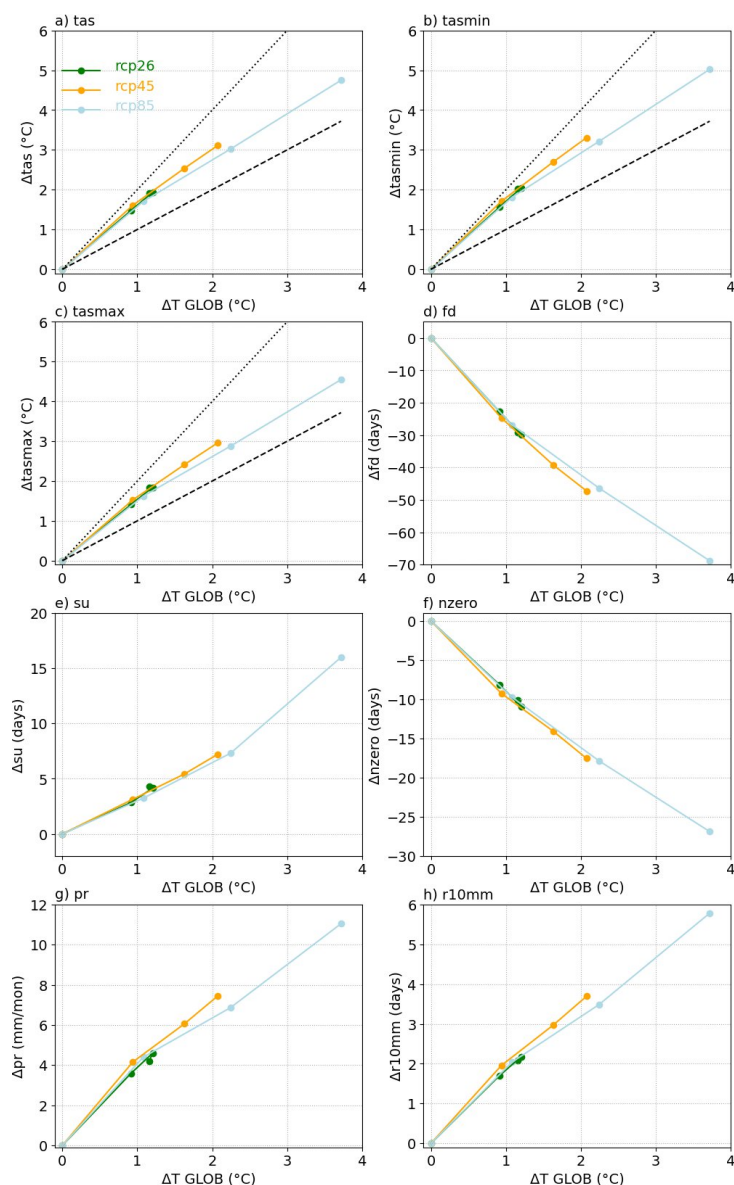 a) tas
6
5
4
3
2
1
0
Δtas (°C)
rcp26
rcp45
rcp85
0 1 2 3 4
ΔT GLOB (°C)
b) tasmin
6
5
4
3
2
1
0
Δtasmin (°C)
0 1 2 3 4
ΔT GLOB (°C)
c) tasmax
6
5
4
3
2
1
0
Δtasmax (°C)
0 1 2 3 4
ΔT GLOB (°C)
d) fd
0
−10
−20
−30
−40
−50
−60
−70
Δfd (days)
0 1 2 3 4
ΔT GLOB (°C)
e) su
20
15
10
5
0
Δsu (days)
0 1 2 3 4
ΔT GLOB (°C)
f) nzero
0
−5
−10
−15
−20
−25
−30
Δnzero (days)
0 1 2 3 4
ΔT GLOB (°C)
g) pr
12
10
8
6
4
2
0
Δpr (mm/mon)
0 1 2 3 4
ΔT GLOB (°C)
h) r10mm
6
5
4
3
2
1
0
Δr10mm (days)
0 1 2 3 4
ΔT GLOB (°C)